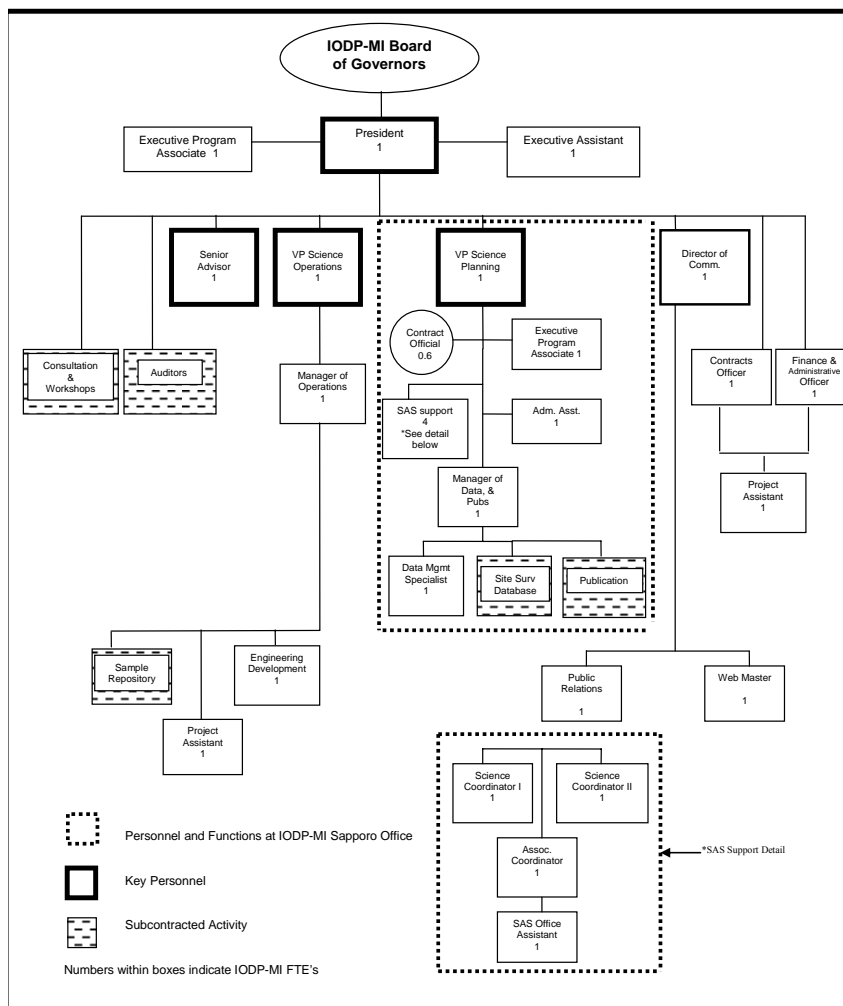 IODP-MI Board
of Governors
Executive Program
Associate 1
President
1
Executive Assistant
1
Senior
Advisor
1
VP Science
Operations
1
VP Science
Planning
1
Director of
Comm.
1
Contract
Official
0.6
Executive
Program
Associate 1
Consultation
&
Workshops
Auditors
Manager of
Operations
1
Contracts
Officer
1
Finance &
Administrative
Officer
1
SAS support
4
*See detail
below
Adm. Asst.
1
Manager of
Data, &
Pubs
1
Project
Assistant
1
Data Mgmt
Specialist
1
Site Surv
Database
Publication
Sample
Repository
Engineering
Development
1
Project
Assistant
1
Public
Relations
1
Web Master
1
Science
Coordinator I
1
Science
Coordinator II
1
Assoc.
Coordinator
1
SAS Office
Assistant
1
*SAS Support Detail
Personnel and Functions at IODP-MI Sapporo Office
Key Personnel
Subcontracted Activity
Numbers within boxes indicate IODP-MI FTE's